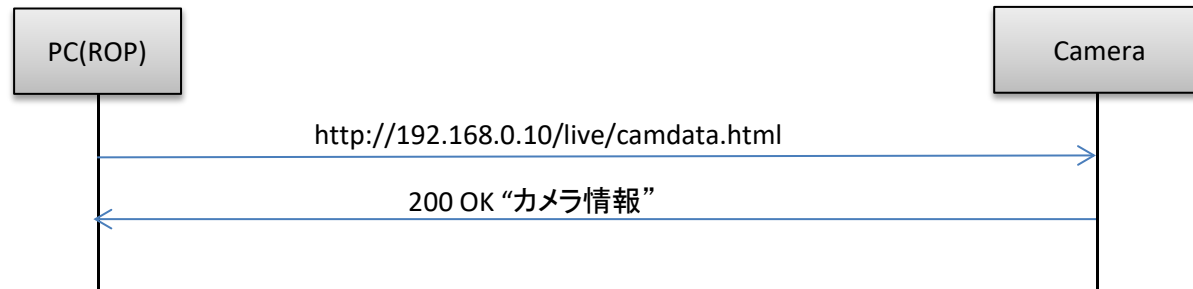 PC(ROP)
Camera
http://192.168.0.10/live/camdata.html
200 OK “カメラ情報”